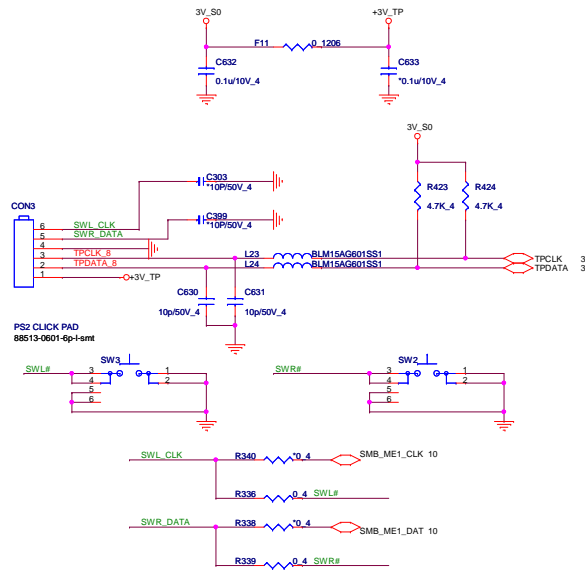 3V_S0 +3V_TP
F11 0_1206
C632 C633
0.1u/10V_4 *0.1u/10V_4
3V_S0
C303
*10P/50V_4
R423 R424
4.7K_4 4.7K_4
CON3
C399
*10P/50V_4
6 SWL_CLK
5 SWR_DATA
4
3 TPCLK_8 L23 BLM15AG601SS1 TPCLK 3
2 TPDATA_8 L24 BLM15AG601SS1 TPDATA 3
1 +3V_TP
C630 C631
10p/50V_4 10p/50V_4
PS2 CLICK PAD
88513-0601-6p-l-smt
SW3 SW2
SWL# 3 1 SWR# 3 1
4 2 4 2
5 5
6 6
SWL_CLK R340 *0_4 SMB_ME1_CLK 10
R336 0_4 SWL#
SWR_DATA R338 *0_4 SMB_ME1_DAT 10
R339 0_4 SWR#